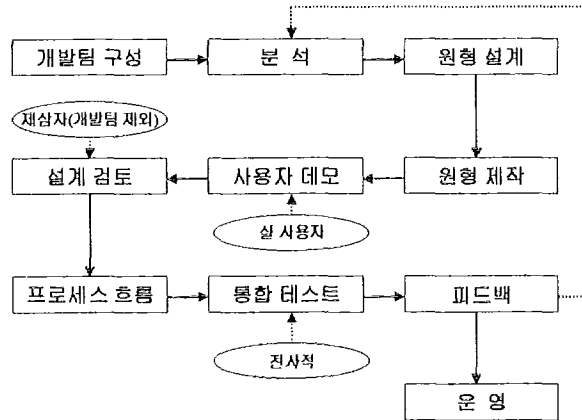 개발팀 구성
분 석
원형 설계
제삼자(개발팀 제외)
설계 검토
사용자 데모
원형 제작
실 사용자
프로세스 흐름
통합 테스트
피드백
전사적
운 영